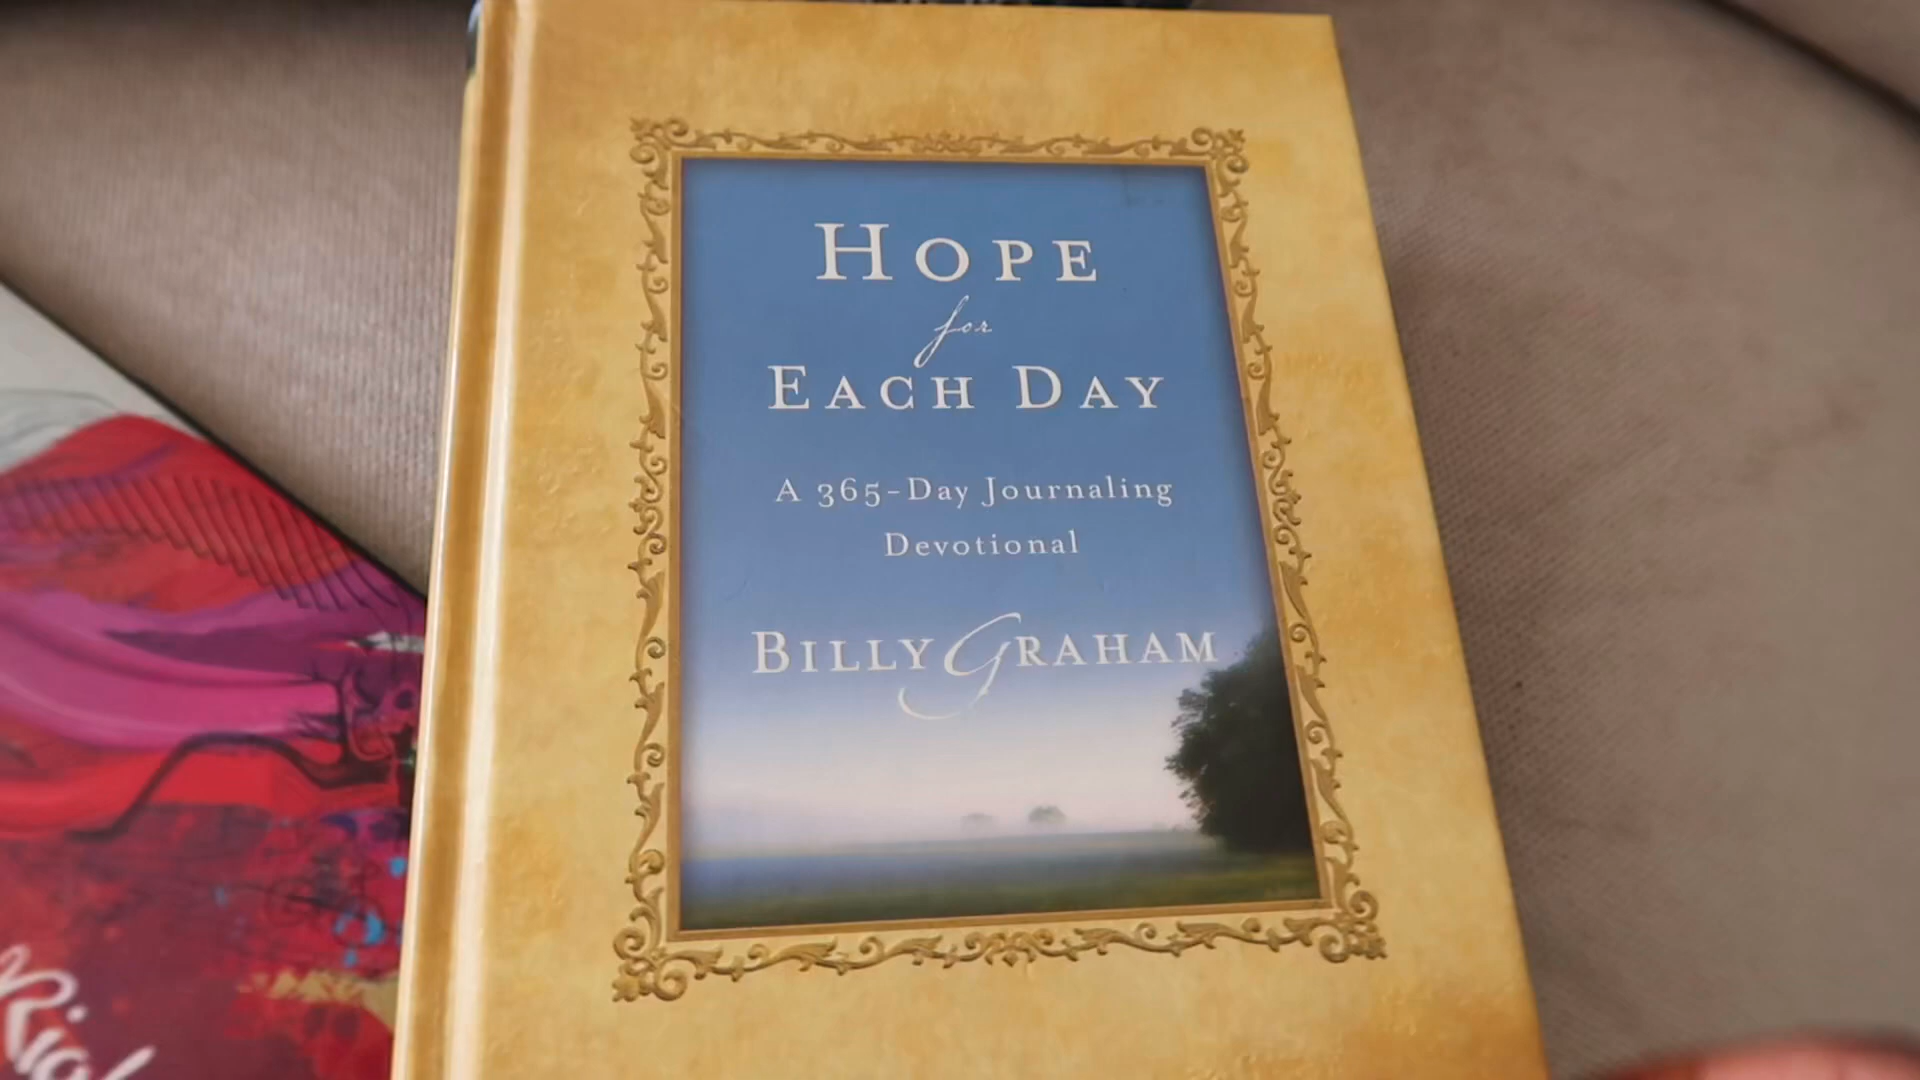 HOPE
for
EACH DAY
A 365-Day Journaling
Devotional
BILLY GRAHAM